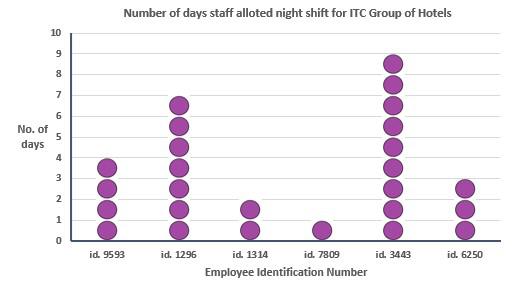 Number of days staff alloted night shift for ITC Group of Hotels
10
9
8
7
6
5
4
3
2
1
0
No. of
days
id. 9593 id. 1296 id. 1314 id. 7809 id. 3443 id. 6250
Employee Identification Number